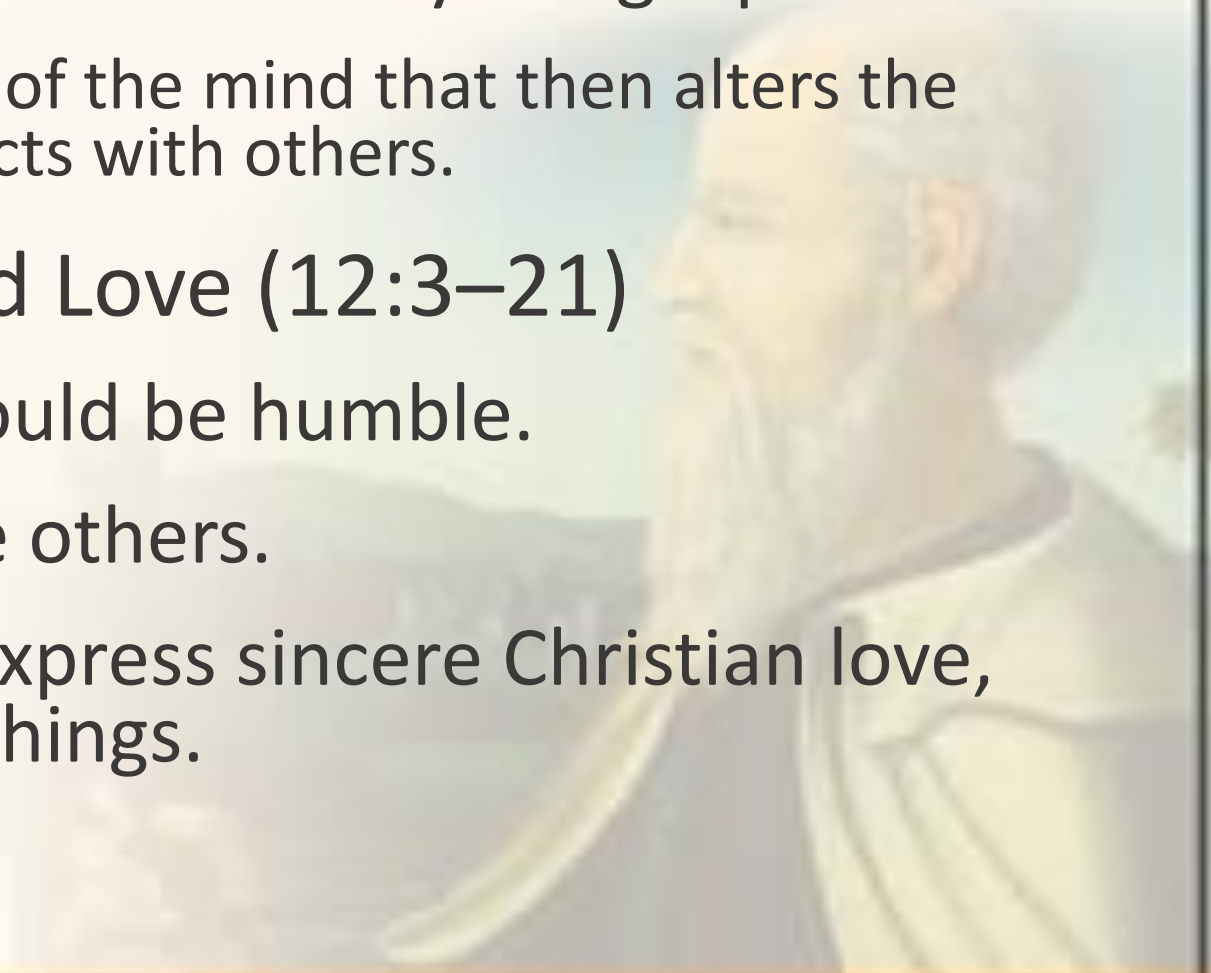 of the mind that then alters the
cts with others.
d Love (12:3–21)
ould be humble.
e others.
xpress sincere Christian love,
hings.